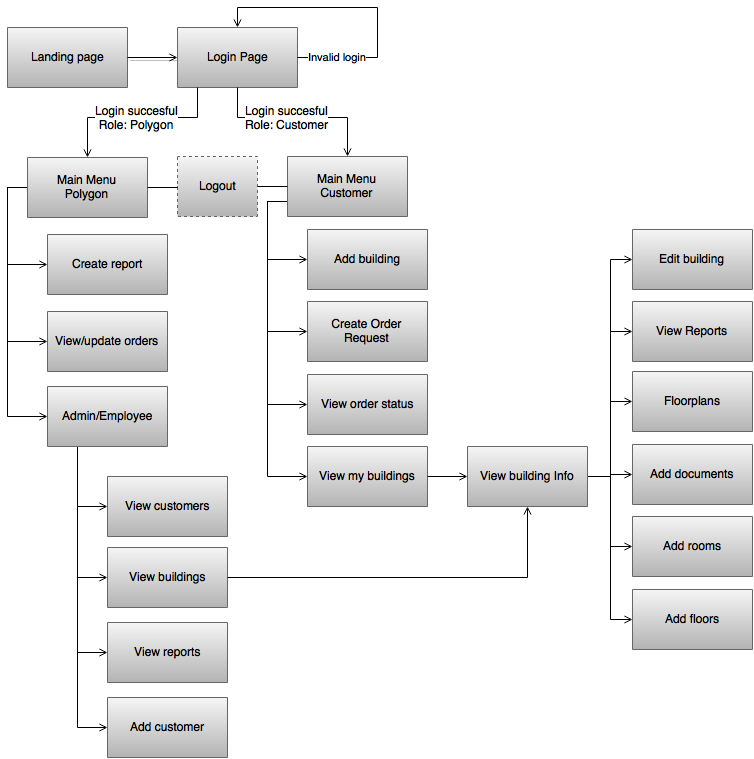 Landing page
Login Page
Invalid login
Login succesful
Role: Polygon
Login succesful
Role: Customer
Main Menu
Polygon
Logout
Main Menu
Customer
Create report
View/update orders
Admin/Employee
View customers
View buildings
View reports
Add customer
Add building
Create Order
Request
View order status
View my buildings
View building Info
Edit building
View Reports
Floorplans
Add documents
Add rooms
Add floors